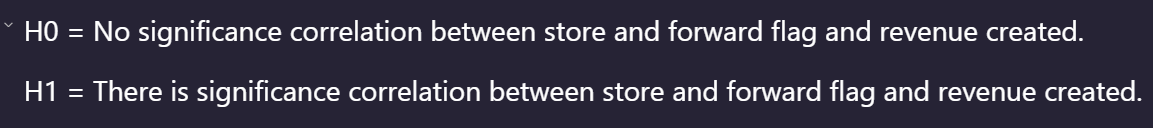 H0 = No significance correlation between store and forward flag and revenue created.
H1 = There is significance correlation between store and forward flag and revenue created.